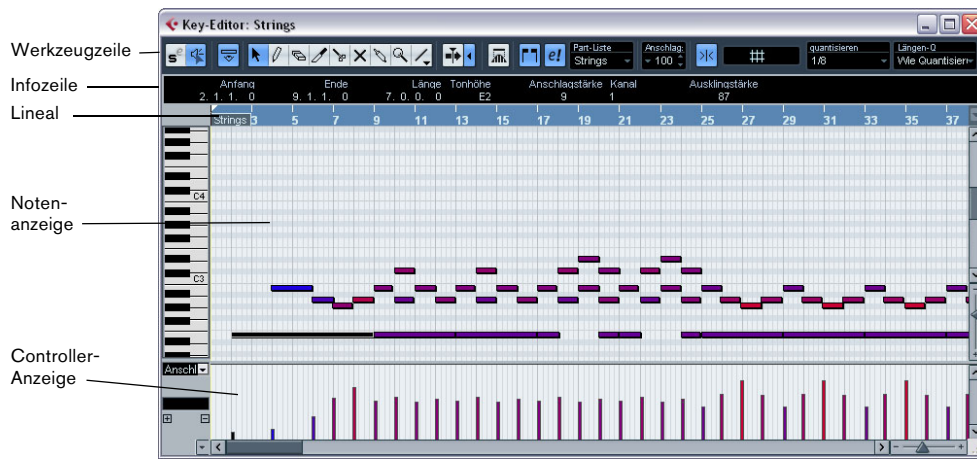 Key-Editor: Strings
Werkzeugzeile
Part-Liste
Strings
Anschlag:
100
quantisieren
1/8
Längen-Q
Wie Quantisier
Infozeile
Anfang Ende Länge Tonhöhe Anschlagstärke Kanal Ausklingstärke
2. 1. 1. 0 9. 1. 1. 0 7. 0. 0. 0 E2 9 1 87
Lineal
Strings 3 5 7 9 11 13 15 17 19 21 23 25 27 29 31 33 35 37
C4
Noten-
anzeige
C3
Controller-
Anzeige
Anschl